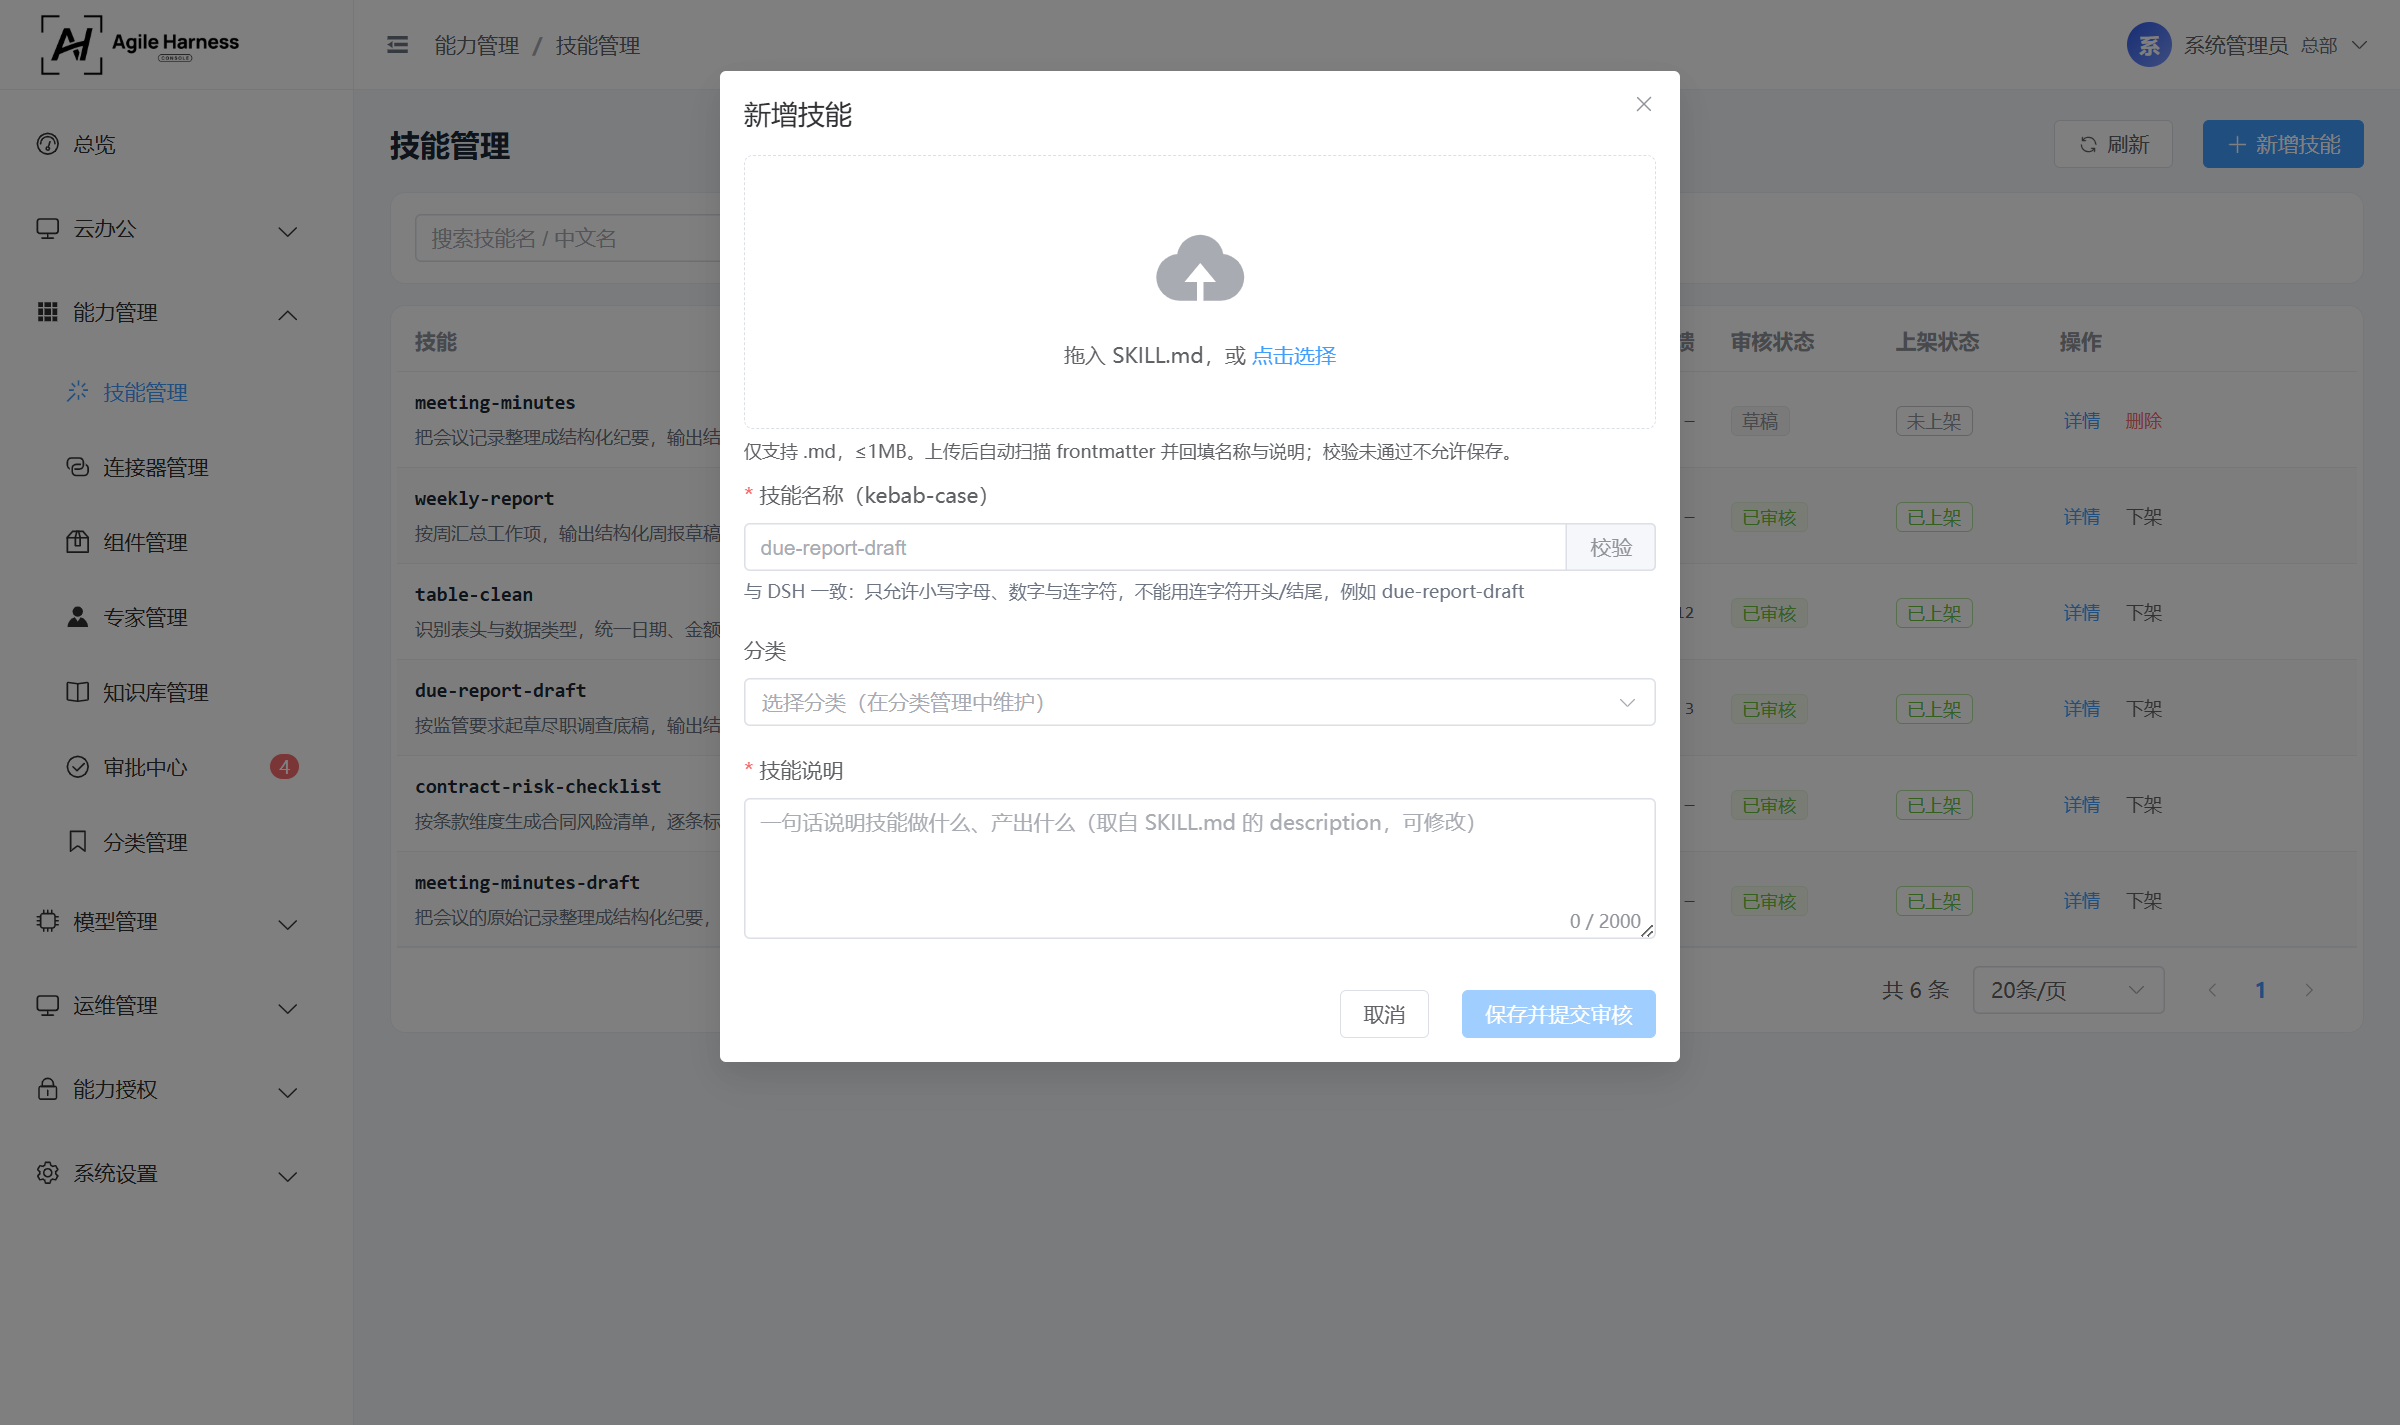 Agile Harness
CONSOLE
能力管理 / 技能管理
系 系统管理员 总部
总览
云办公
能力管理
技能管理
连接器管理
组件管理
专家管理
知识库管理
审批中心 4
分类管理
模型管理
运维管理
能力授权
系统设置
技能管理
刷新
新增技能
搜索技能名 / 中文名
技能 审核状态 上架状态 操作
meeting-minutes
把会议记录整理成结构化纪要，输出结
– 草稿 未上架 详情 删除
weekly-report
按周汇总工作项，输出结构化周报草稿
– 已审核 已上架 详情 下架
table-clean
识别表头与数据类型，统一日期、金额
12 已审核 已上架 详情 下架
due-report-draft
按监管要求起草尽职调查底稿，输出结
3 已审核 已上架 详情 下架
contract-risk-checklist
按条款维度生成合同风险清单，逐条标
– 已审核 已上架 详情 下架
meeting-minutes-draft
把会议的原始记录整理成结构化纪要，
– 已审核 已上架 详情 下架
共 6 条 20条/页 1
新增技能
拖入 SKILL.md，或 点击选择
仅支持 .md，≤1MB。上传后自动扫描 frontmatter 并回填名称与说明；校验未通过不允许保存。
* 技能名称（kebab-case）
due-report-draft 校验
与 DSH 一致：只允许小写字母、数字与连字符，不能用连字符开头/结尾，例如 due-report-draft
分类
选择分类（在分类管理中维护）
* 技能说明
一句话说明技能做什么、产出什么（取自 SKILL.md 的 description，可修改）
0 / 2000
取消 保存并提交审核